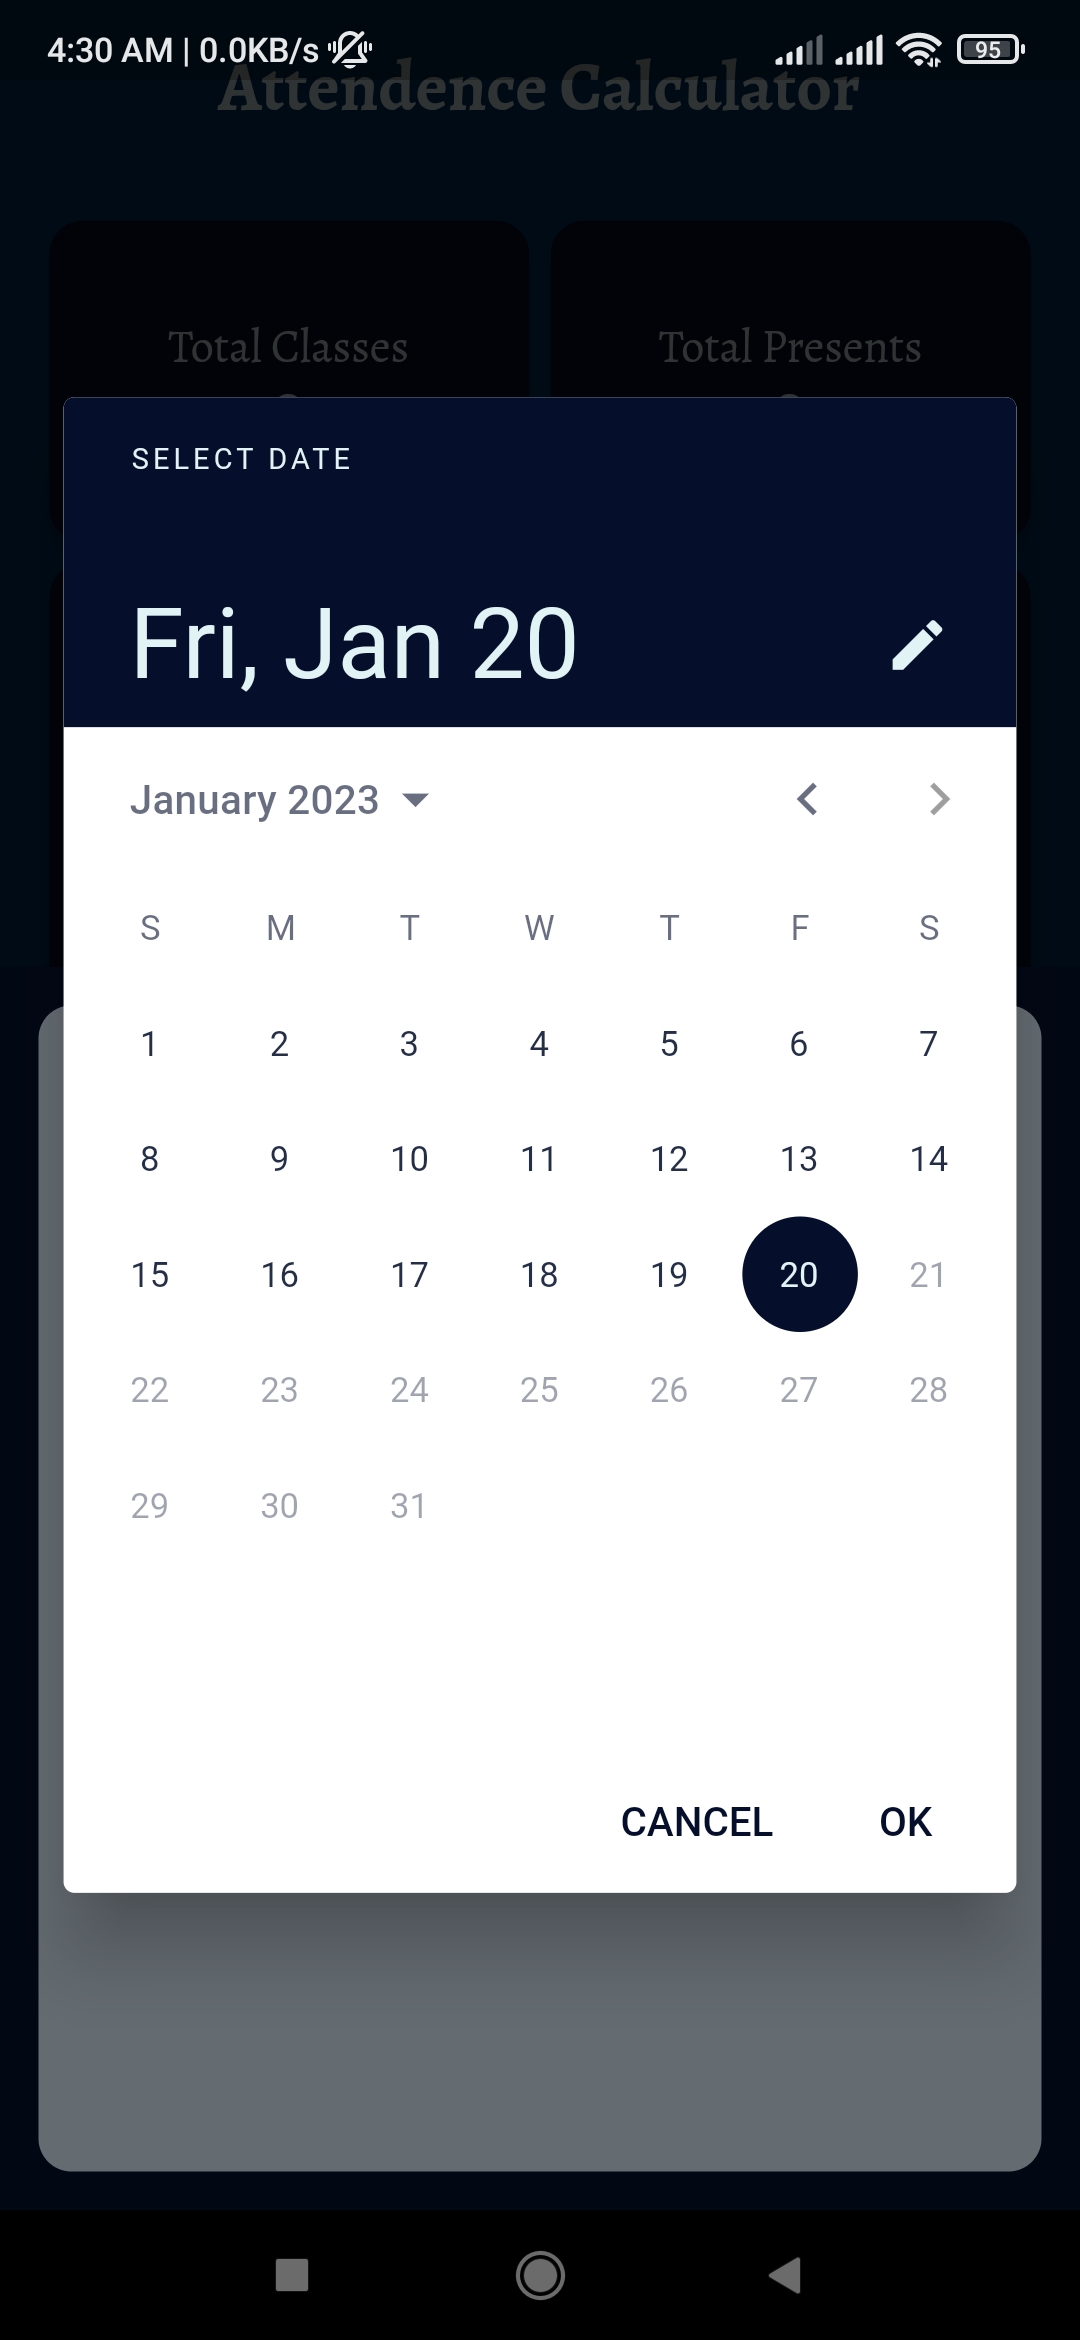 4:30 AM | 0.0KB/s 95
Attendence Calculator
Total Classes Total Presents
SELECT DATE
Fri, Jan 20
January 2023
S M T W T F S
1 2 3 4 5 6 7
8 9 10 11 12 13 14
15 16 17 18 19 20 21
22 23 24 25 26 27 28
29 30 31
CANCEL OK